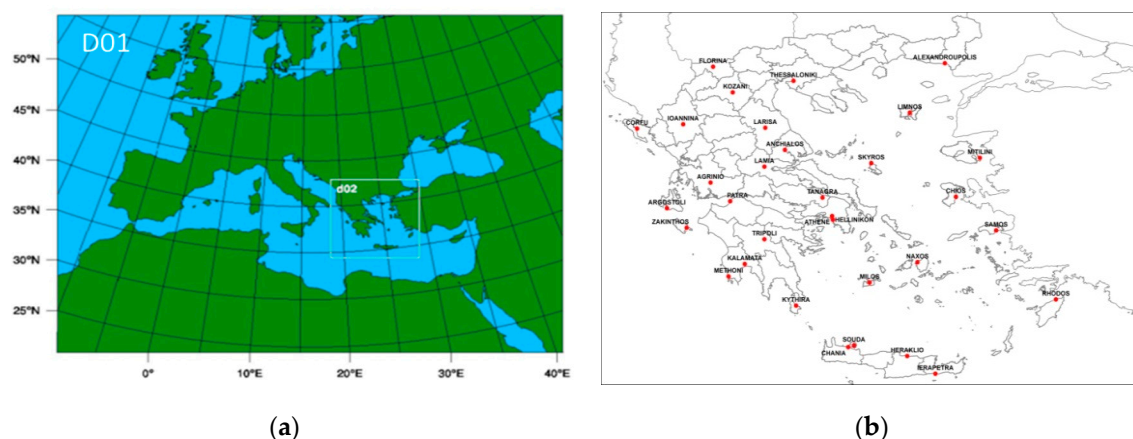 D01
d02
50°N
45°N
40°N
35°N
30°N
25°N
0°
10°E
20°E
30°E
40°E
(a)
ALEXANDROUPOLIS
FLORINA
THESSALONIKI
KOZANI
LIMNOS
CORFU
IOANNINA
LARISA
ANCHIALOS
MITILINI
SKYROS
LAMIA
AGRINIO
TANAGRA
CHIOS
PATRA
ARGOSTOLI
ATHENE
HELLINIKON
ZAKINTHOS
SAMOS
TRIPOLI
KALAMATA
NAXOS
METHONI
MILOS
RHODOS
KYTHIRA
SOUDA
CHANIA
HERAKLIO
IERAPETRA
(b)